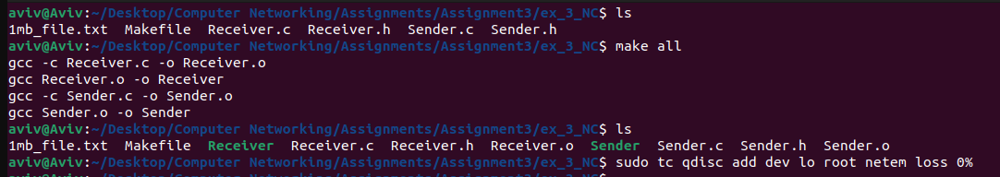 aviv@Aviv:~/Desktop/Computer Networking/Assignments/Assignment3/ex_3_NC$ ls
1mb_file.txt  Makefile  Receiver.c  Receiver.h  Sender.c  Sender.h
aviv@Aviv:~/Desktop/Computer Networking/Assignments/Assignment3/ex_3_NC$ make all
gcc -c Receiver.c -o Receiver.o
gcc Receiver.o -o Receiver
gcc -c Sender.c -o Sender.o
gcc Sender.o -o Sender
aviv@Aviv:~/Desktop/Computer Networking/Assignments/Assignment3/ex_3_NC$ ls
1mb_file.txt  Makefile  Receiver  Receiver.c  Receiver.h  Receiver.o  Sender  Sender.c  Sender.h  Sender.o
aviv@Aviv:~/Desktop/Computer Networking/Assignments/Assignment3/ex_3_NC$ sudo tc qdisc add dev lo root netem loss 0%